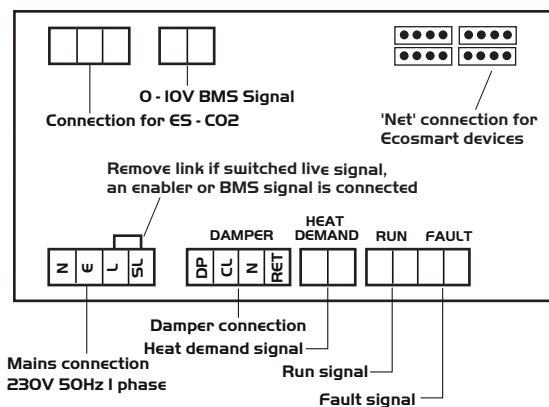 0 - 10V BMS Signal
Connection for ES - CO2
'Net' connection for
Ecosmart devices
Remove link if switched live signal,
an enabler or BMS signal is connected
DAMPER
HEAT
DEMAND
RUN
FAULT
N
E
L
SL
DP
CL
N
RET
Damper connection
Heat demand signal
Mains connection
230V 50Hz 1 phase
Run signal
Fault signal